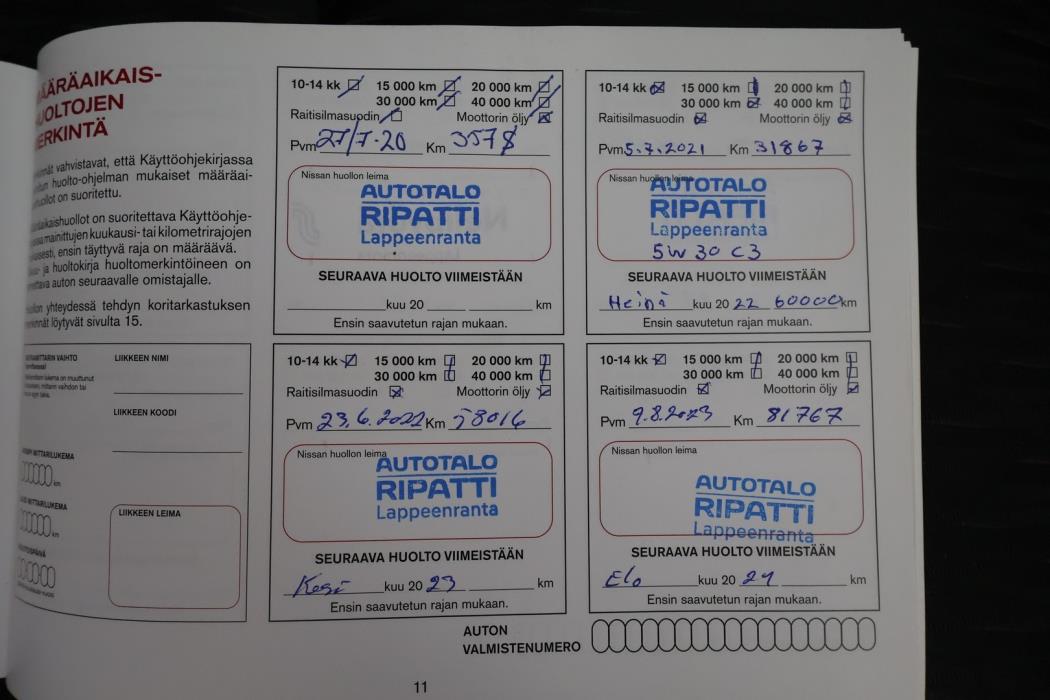 MÄÄRÄAIKAIS-
HUOLTOJEN
MERKINTÄ
vahvistavat, että Käyttöohjekirjassa
huolto-ohjelman mukaiset määräai-
on suoritettu.
on suoritettava Käyttöohje-
mainittujen kuukausi- tai kilometrirajojen
ensin täyttyvä raja on määräävä.
ja huoltokirja huoltomerkintöineen on
auton seuraavalle omistajalle.
yhteydessä tehdyn koritarkastuksen
löytyvät sivulta 15.
VAIHTO
LIIKKEEN NIMI
LIIKKEEN KOODI
MITTARILUKEMA
km
MITTARILUKEMA
km
LIIKKEEN LEIMA
10-14 kk 15 000 km 20 000 km
30 000 km 40 000 km
Raitisilmasuodin Moottorin öljy
Pvm 27/7-20 Km 3578
Nissan huollon leima
AUTOTALO
RIPATTI
Lappeenranta
SEURAAVA HUOLTO VIIMEISTÄÄN
kuu 20 km
Ensin saavutetun rajan mukaan.
10-14 kk 15 000 km 20 000 km
30 000 km 40 000 km
Raitisilmasuodin Moottorin öljy
Pvm 5.7.2021 Km 31867
Nissan huollon leima
AUTOTALO
RIPATTI
Lappeenranta
5W30 C3
SEURAAVA HUOLTO VIIMEISTÄÄN
Heinä kuu 20 22 60000 km
Ensin saavutetun rajan mukaan.
10-14 kk 15 000 km 20 000 km
30 000 km 40 000 km
Raitisilmasuodin Moottorin öljy
Pvm 23.6.2022 Km 58016
Nissan huollon leima
AUTOTALO
RIPATTI
Lappeenranta
SEURAAVA HUOLTO VIIMEISTÄÄN
Kesä kuu 20 23 km
Ensin saavutetun rajan mukaan.
10-14 kk 15 000 km 20 000 km
30 000 km 40 000 km
Raitisilmasuodin Moottorin öljy
Pvm 9.8.2023 Km 81767
Nissan huollon leima
AUTOTALO
RIPATTI
Lappeenranta
SEURAAVA HUOLTO VIIMEISTÄÄN
Elo kuu 20 24 km
Ensin saavutetun rajan mukaan.
AUTON
VALMISTENUMERO
11